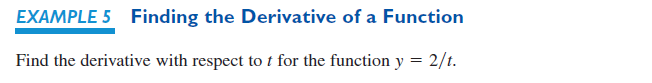 EXAMPLE 5 Finding the Derivative of a Function
Find the derivative with respect to t for the function y = 2/t.